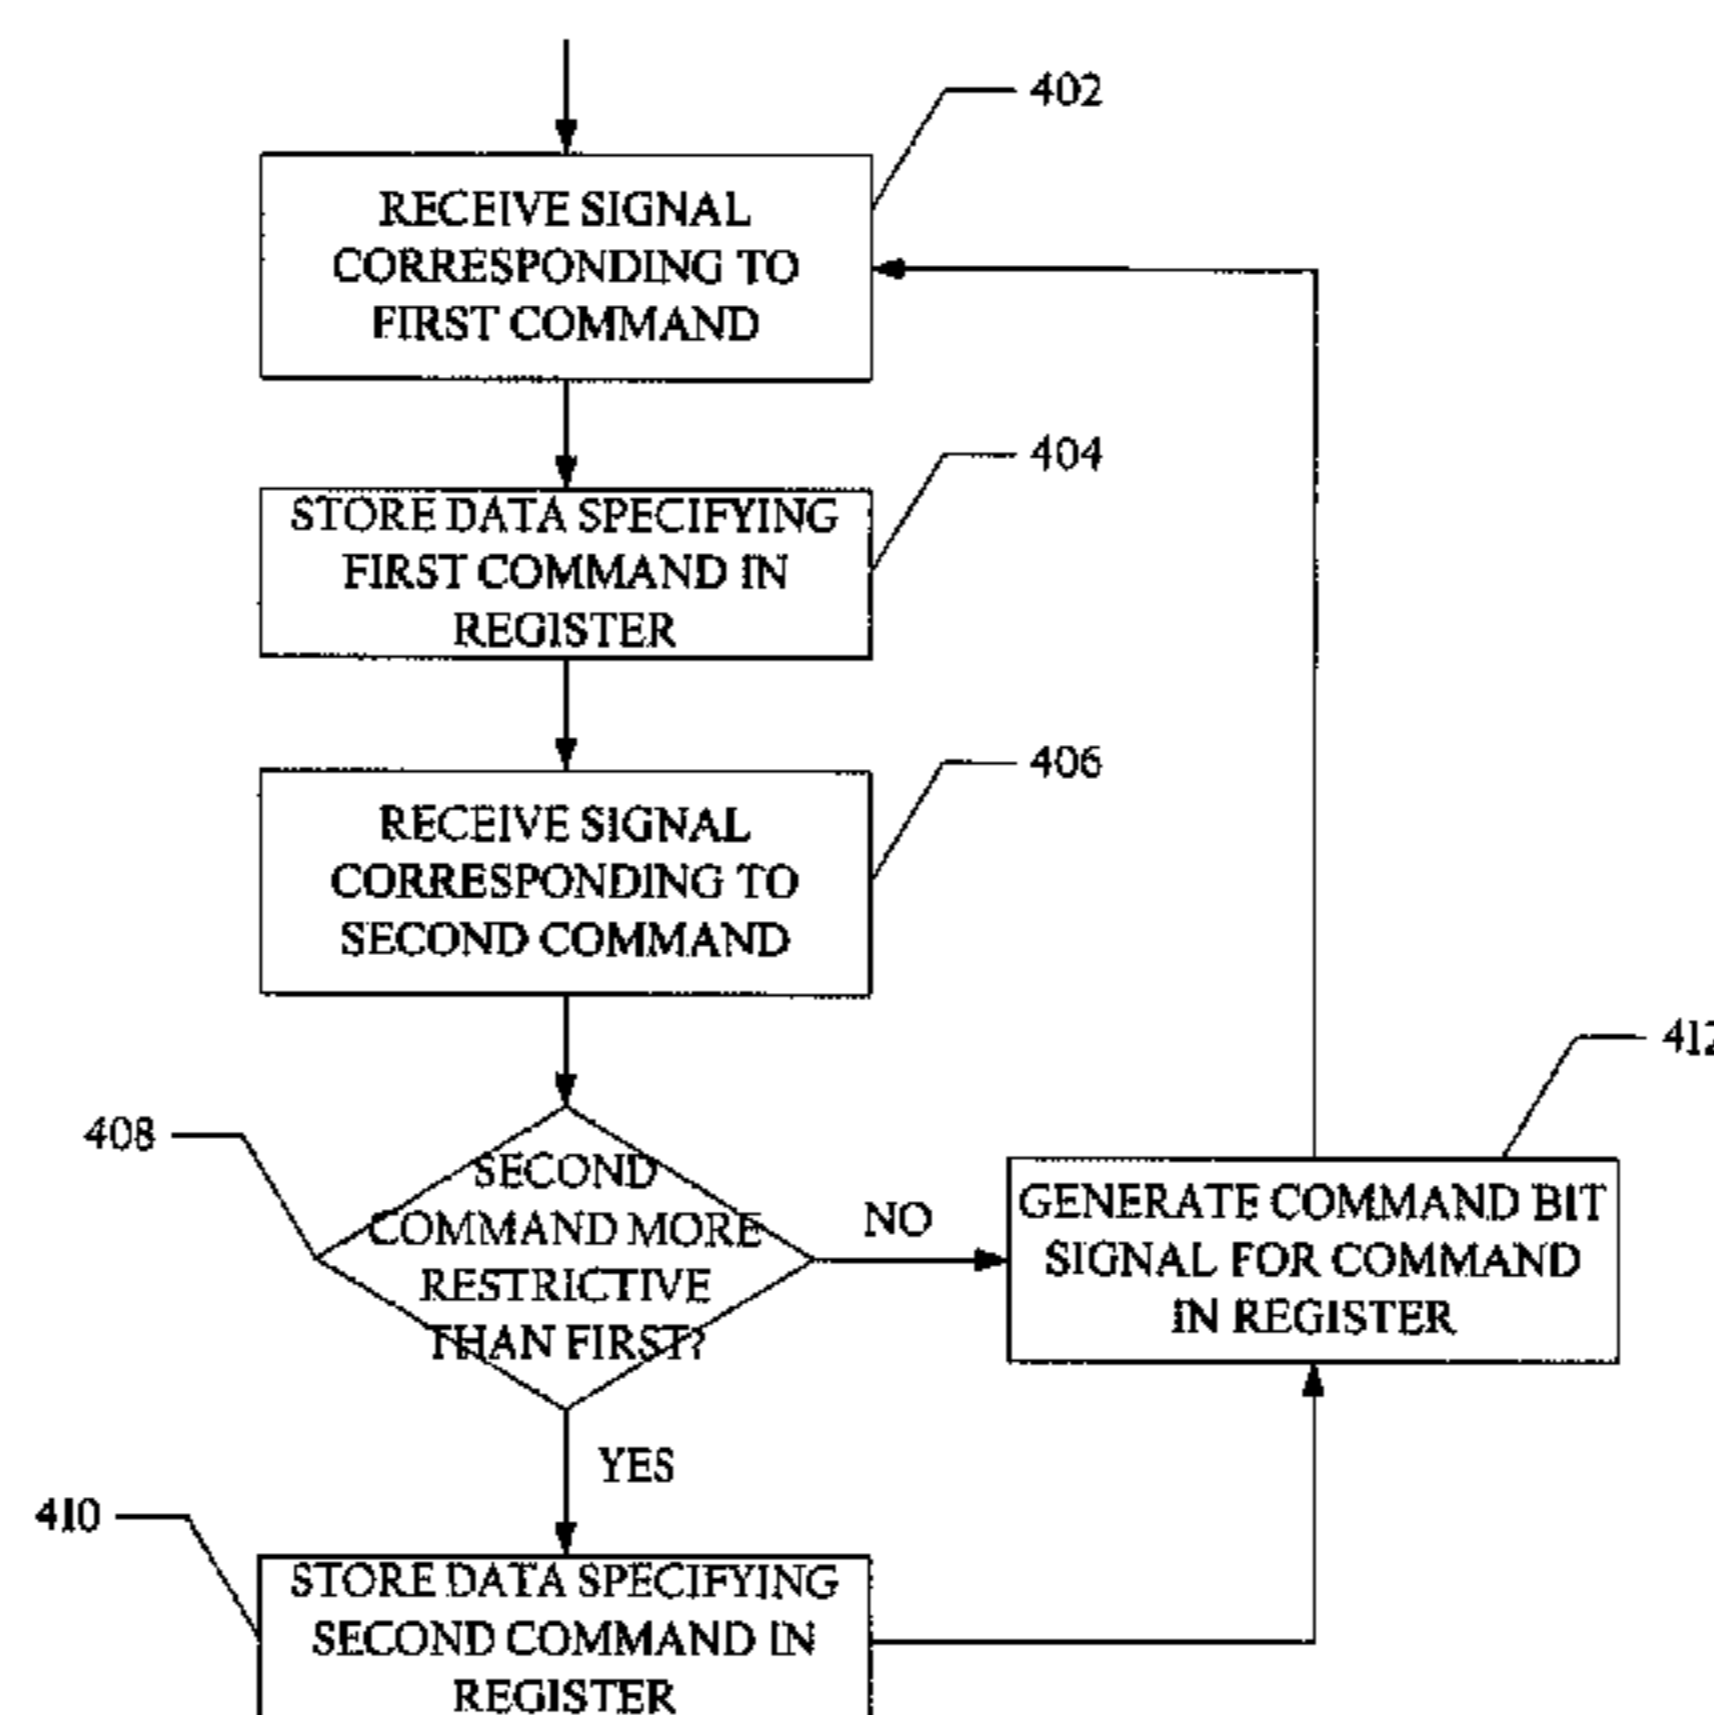 402
RECEIVE SIGNAL
CORRESPONDING TO
FIRST COMMAND
404
STORE DATA SPECIFYING
FIRST COMMAND IN
REGISTER
406
RECEIVE SIGNAL
CORRESPONDING TO
SECOND COMMAND
412
408
SECOND
COMMAND MORE
RESTRICTIVE
THAN FIRST?
NO
GENERATE COMMAND BIT
SIGNAL FOR COMMAND
IN REGISTER
YES
410
STORE DATA SPECIFYING
SECOND COMMAND IN
REGISTER